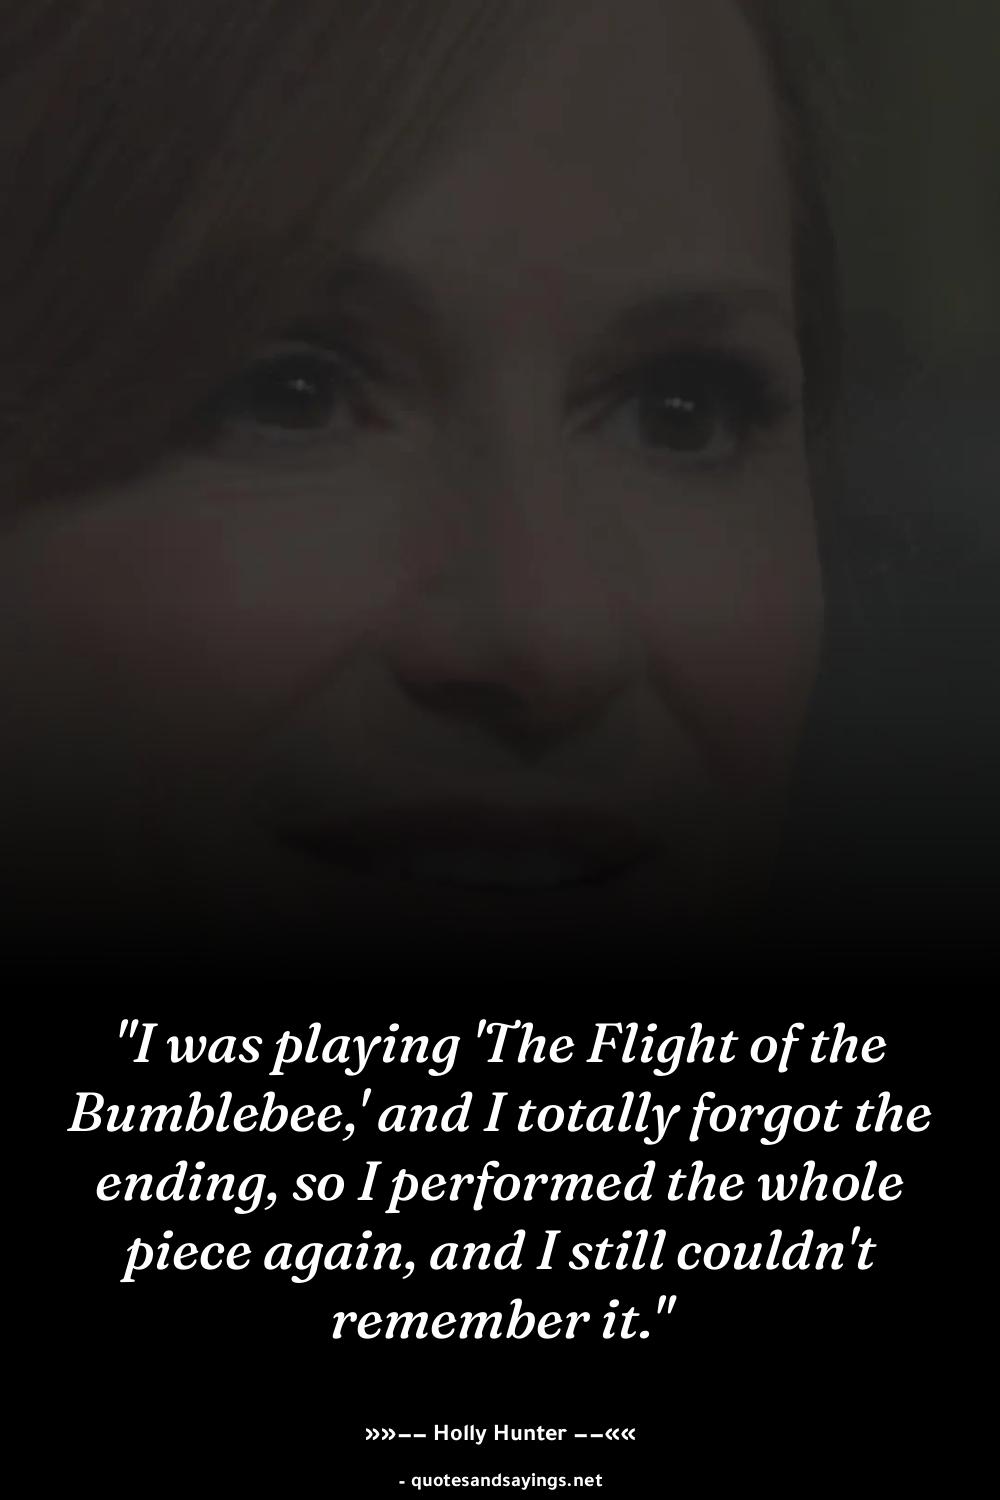 "I was playing 'The Flight of the
Bumblebee,' and I totally forgot the
ending, so I performed the whole
piece again, and I still couldn't
remember it."
»»−− Holly Hunter −−««
- quotesandsayings.net